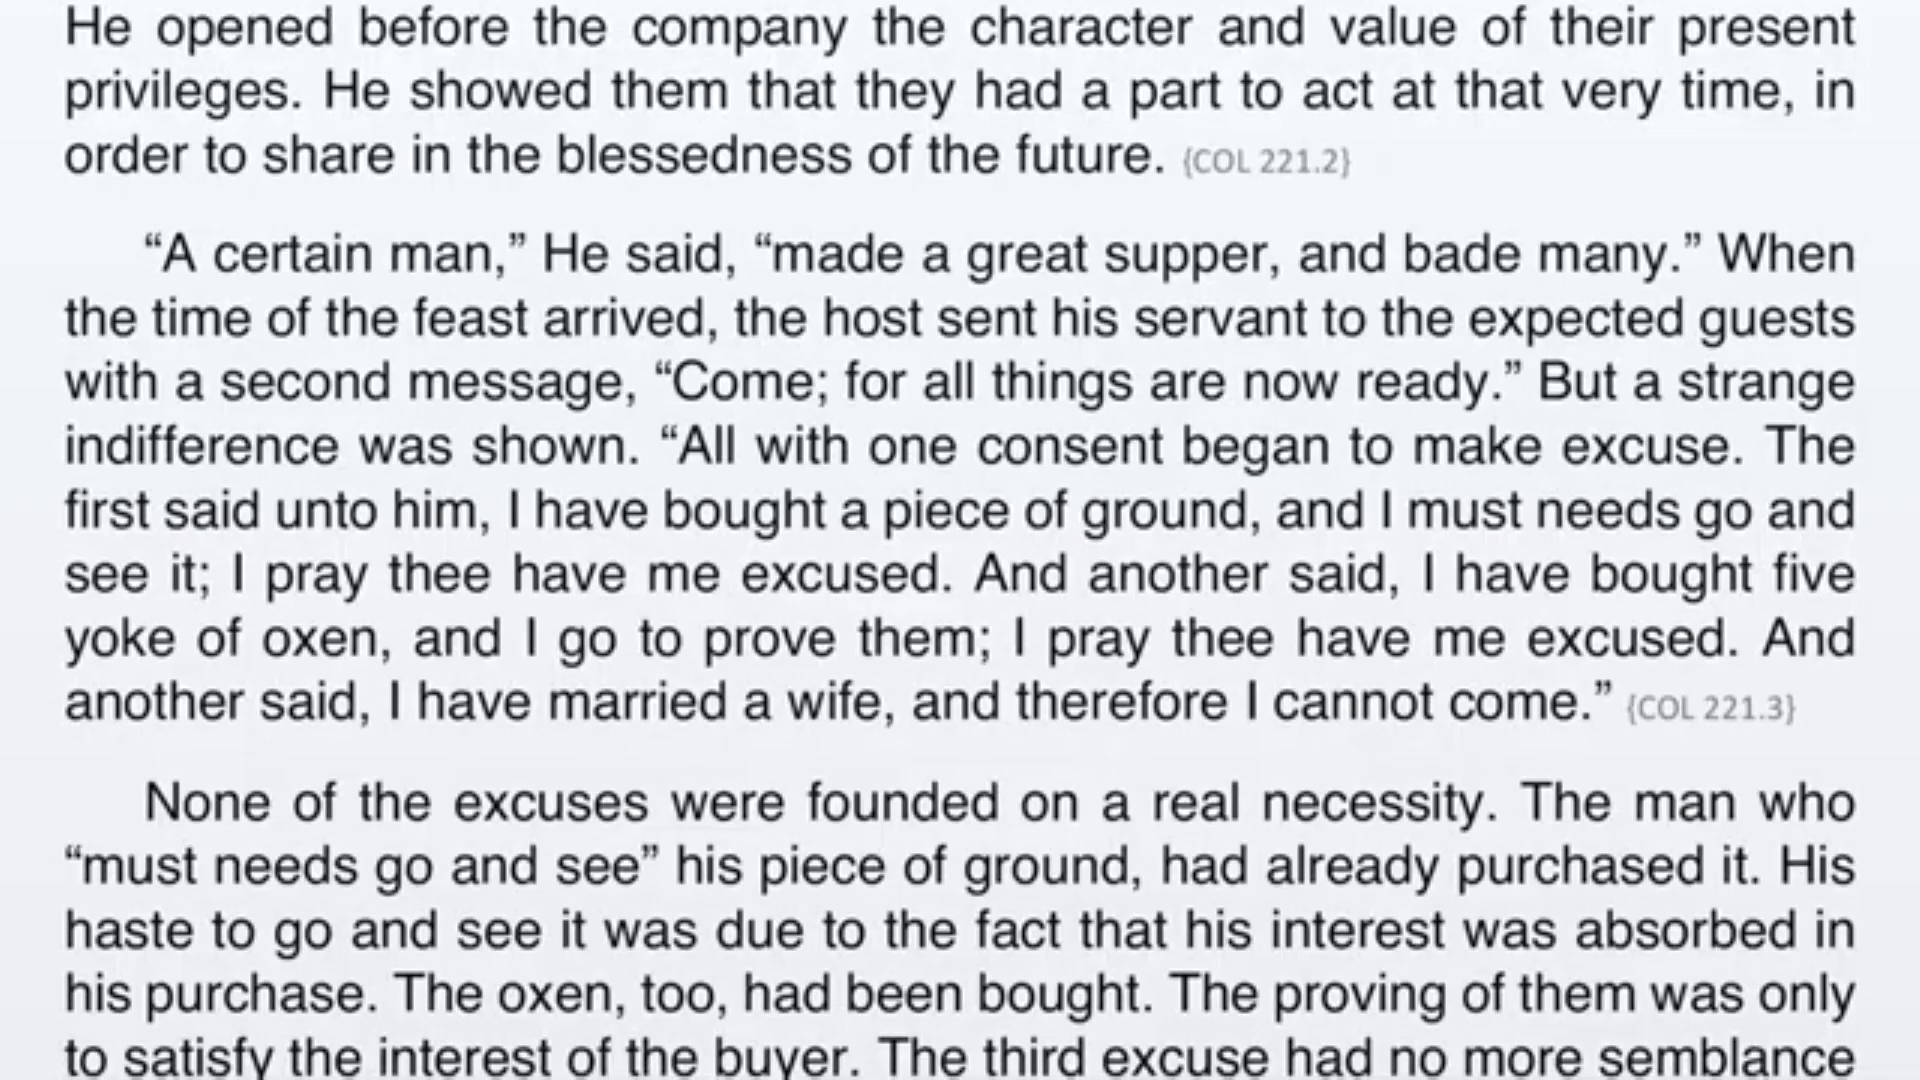 He opened before the company the character and value of their present
privileges. He showed them that they had a part to act at that very time, in
order to share in the blessedness of the future. {COL 221.2}
“A certain man,” He said, “made a great supper, and bade many.” When
the time of the feast arrived, the host sent his servant to the expected guests
with a second message, “Come; for all things are now ready.” But a strange
indifference was shown. “All with one consent began to make excuse. The
first said unto him, I have bought a piece of ground, and I must needs go and
see it; I pray thee have me excused. And another said, I have bought five
yoke of oxen, and I go to prove them; I pray thee have me excused. And
another said, I have married a wife, and therefore I cannot come.” {COL 221.3}
None of the excuses were founded on a real necessity. The man who
“must needs go and see” his piece of ground, had already purchased it. His
haste to go and see it was due to the fact that his interest was absorbed in
his purchase. The oxen, too, had been bought. The proving of them was only
to satisfy the interest of the buyer. The third excuse had no more semblance